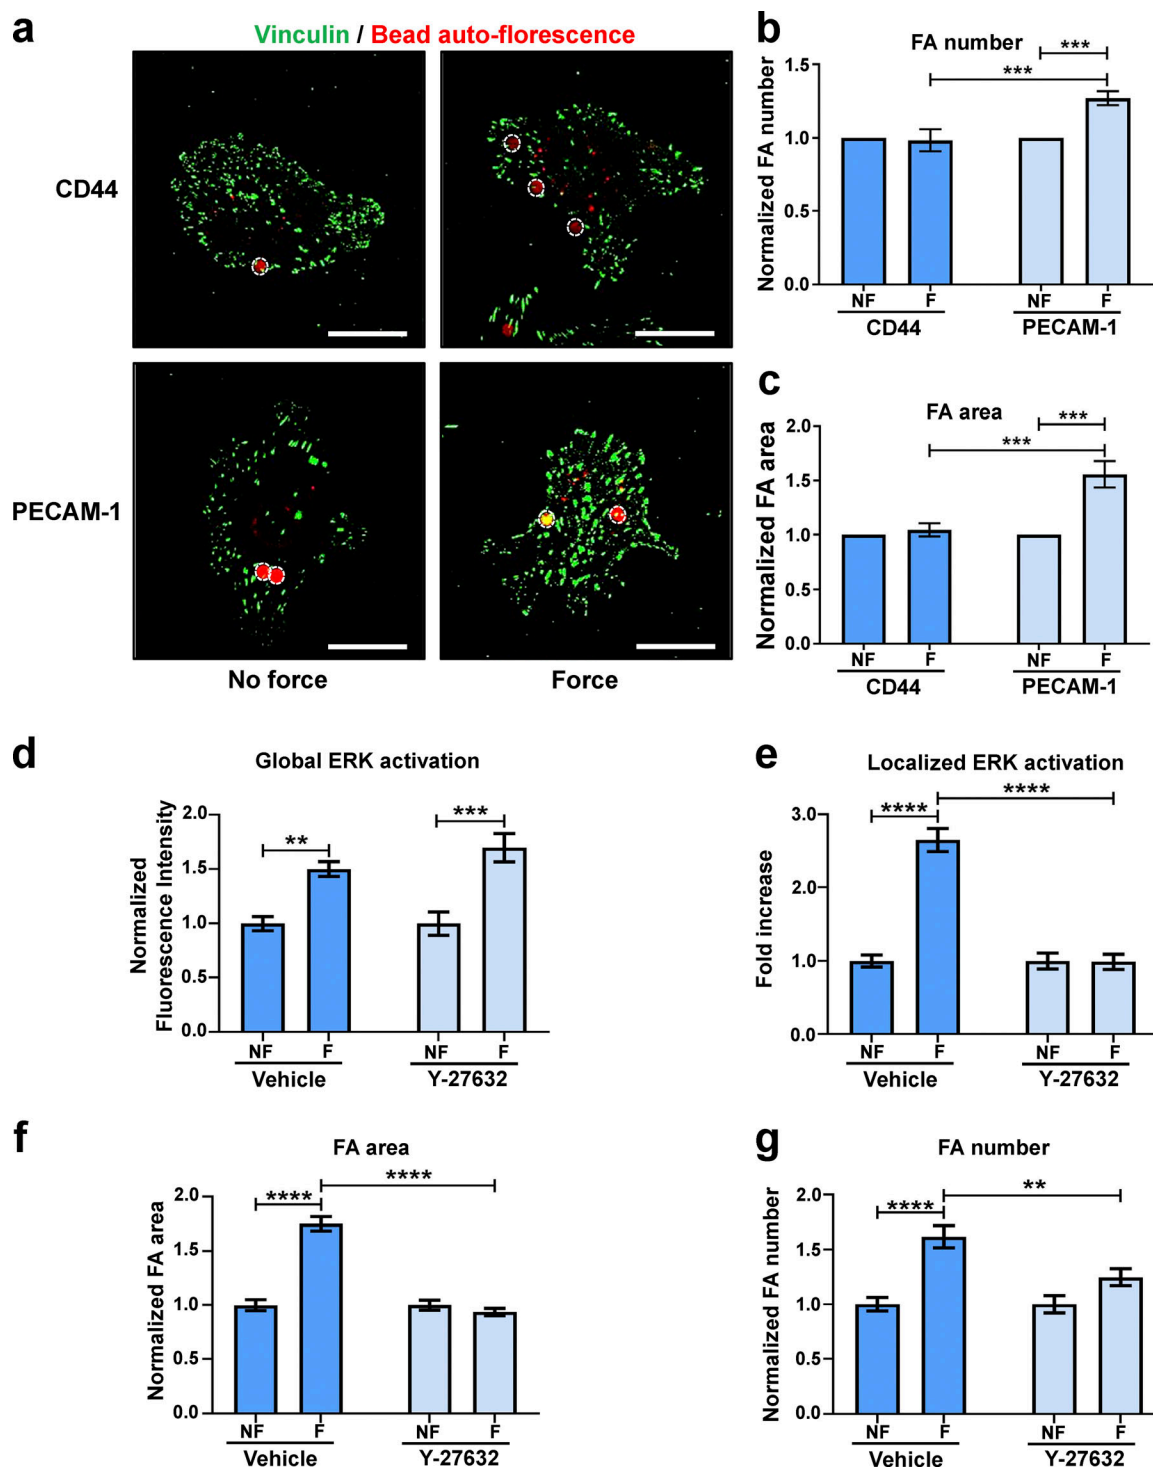 a
Vinculin / Bead auto-florescence
CD44
PECAM-1
No force
Force
b
FA number
***
***
Normalized FA number
1.5
1.0
0.5
0.0
NF F NF F
CD44 PECAM-1
c
FA area
***
***
Normalized FA area
2.0
1.5
1.0
0.5
0.0
NF F NF F
CD44 PECAM-1
d
Global ERK activation
**
***
Normalized
Fluorescence Intensity
2.0
1.5
1.0
0.5
0.0
NF F NF F
Vehicle Y-27632
e
Localized ERK activation
****
****
Fold increase
3.0
2.0
1.0
0.0
NF F NF F
Vehicle Y-27632
f
FA area
****
****
Normalized FA area
2.0
1.5
1.0
0.5
0.0
NF F NF F
Vehicle Y-27632
g
FA number
**
****
Normalized FA number
2.0
1.5
1.0
0.5
0.0
NF F NF F
Vehicle Y-27632